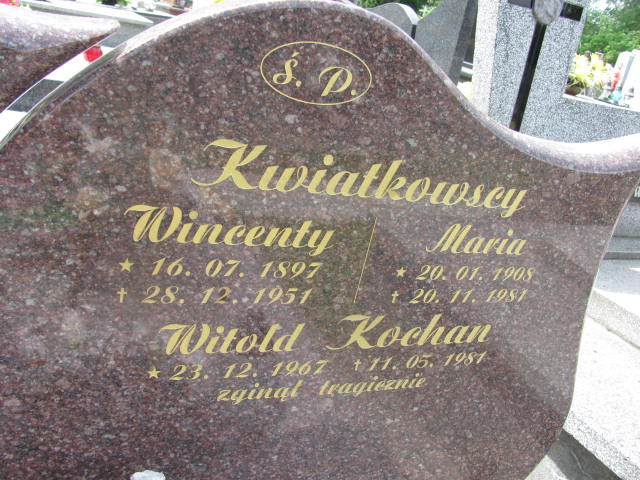 Ś. P.
Kwiatkowscy
Wincenty
★ 16. 07. 1897
✝ 28. 12. 1951
Maria
★ 20. 01. 1908
✝ 20. 11. 1981
Witold Kochan
★ 23. 12. 1967 ✝ 11. 05. 1981
zginął tragicznie